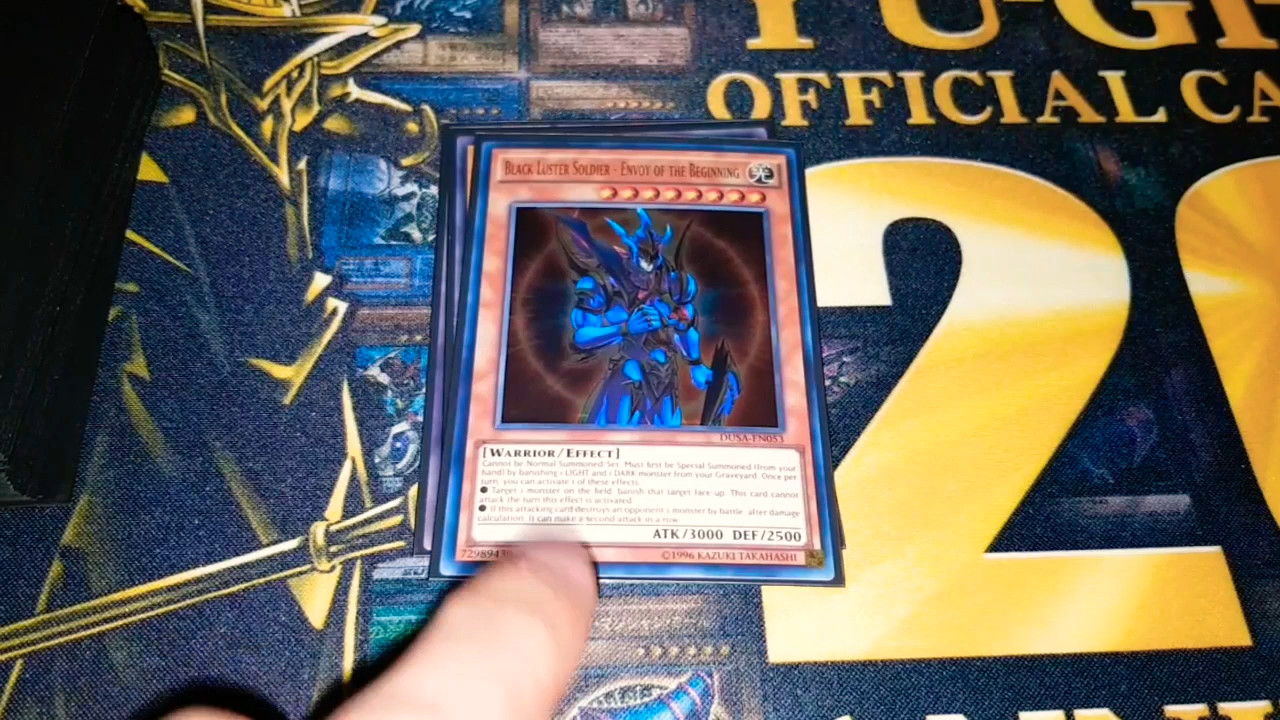 YU-GI
OFFICIAL CA
20
BLACK LUSTER SOLDIER - ENVOY OF THE BEGINNING
光
DUSA-EN053
[WARRIOR/EFFECT]
Cannot be Normal Summoned/Set. Must first be Special Summoned (from your
hand) by banishing 1 LIGHT and 1 DARK monster from your Graveyard. Once per
turn, you can activate 1 of these effects.
● Target 1 monster on the field; banish that target face-up. This card cannot
attack the turn this effect is activated.
● If this attacking card destroys an opponent's monster by battle, after damage
calculation: It can make a second attack in a row.
ATK/3000 DEF/2500
7298943
©1996 KAZUKI TAKAHASHI